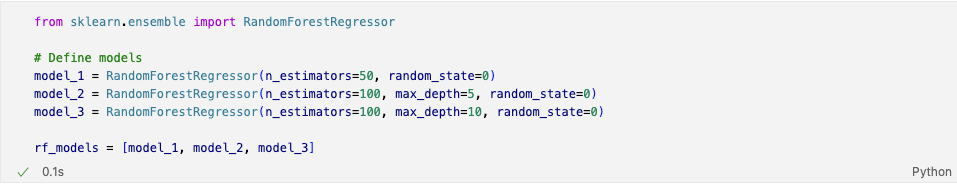 from sklearn.ensemble import RandomForestRegressor
# Define models
model_1 = RandomForestRegressor(n_estimators=50, random_state=0)
model_2 = RandomForestRegressor(n_estimators=100, max_depth=5, random_state=0)
model_3 = RandomForestRegressor(n_estimators=100, max_depth=10, random_state=0)
rf_models = [model_1, model_2, model_3]
✓ 0.1s Python